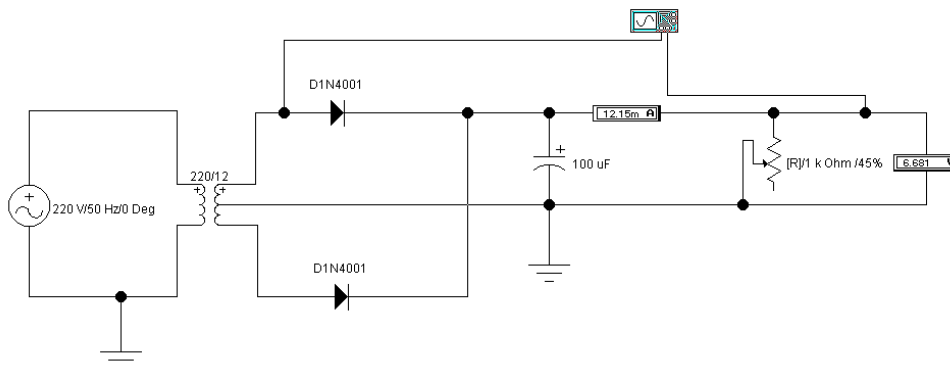 D1N4001
12.15m A
220/12
100 uF
[R]/1 k Ohm /45%
6.681
220 V/50 Hz/0 Deg
D1N4001